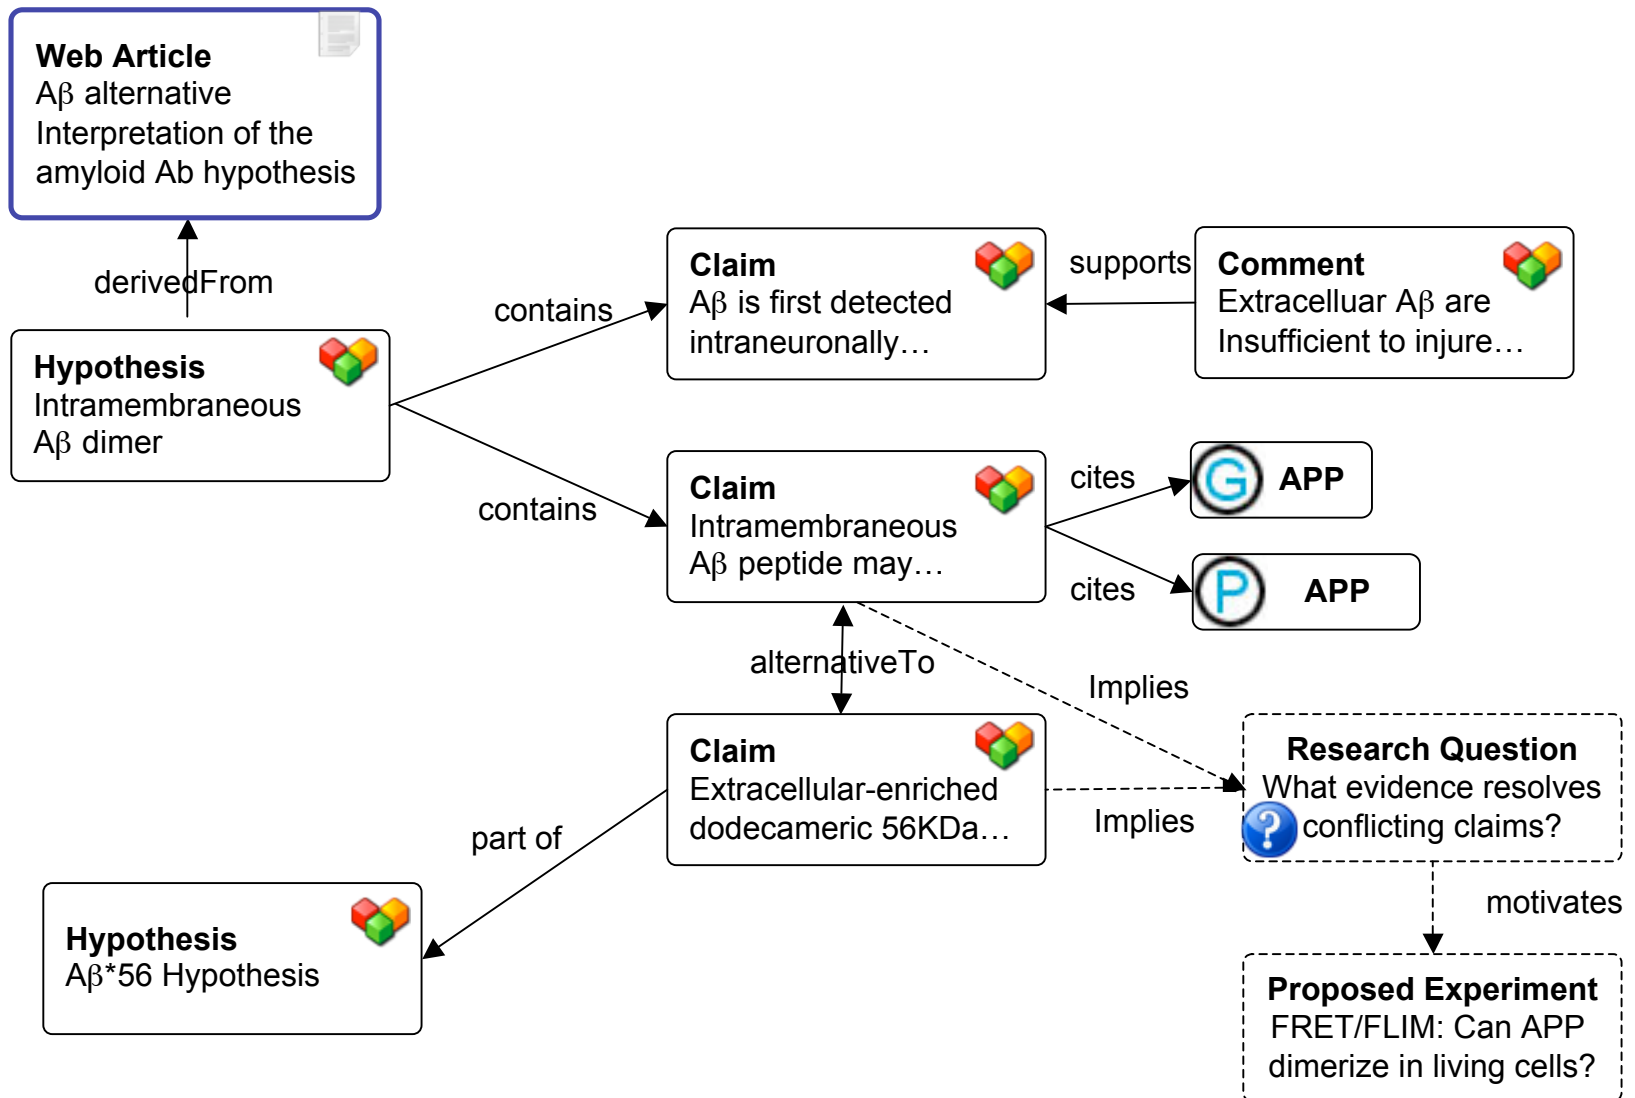 Web Article
Aβ alternative
Interpretation of the
amyloid Ab hypothesis
derivedFrom
Hypothesis
Intramembraneous
Aβ dimer
contains
contains
Claim
Aβ is first detected
intraneuronally…
supports
Comment
Extracelluar Aβ are
Insufficient to injure…
Claim
Intramembraneous
Aβ peptide may…
cites
G APP
cites
P APP
alternativeTo
Implies
Claim
Extracellular-enriched
dodecameric 56KDa…
Implies
Research Question
What evidence resolves
? conflicting claims?
part of
Hypothesis
Aβ*56 Hypothesis
motivates
Proposed Experiment
FRET/FLIM: Can APP
dimerize in living cells?